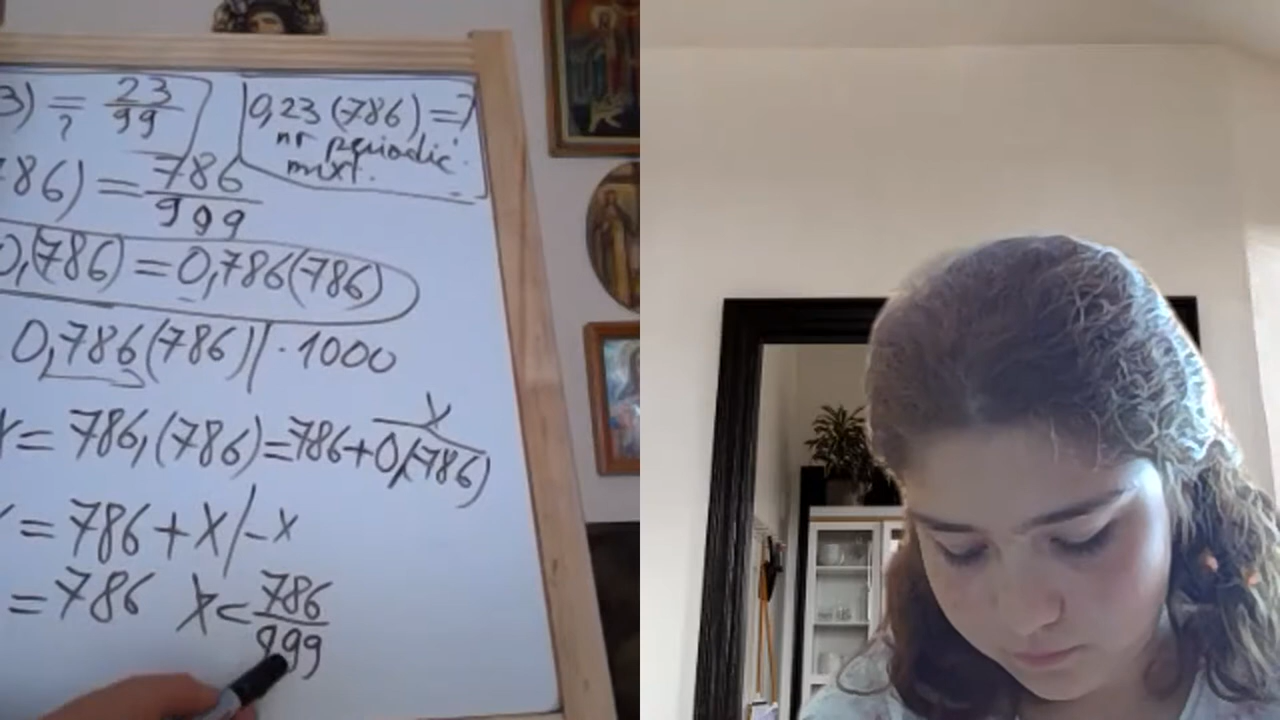 3) = 23/99
?
0,23(786) = ?
nr periodic
mixt.
86) = 786/999
0,(786) = 0,786(786)
0,786(786) | · 1000
X = 786,(786) = 786 + 0,(786)
X
= 786 + X / - X
= 786 X = 786/999